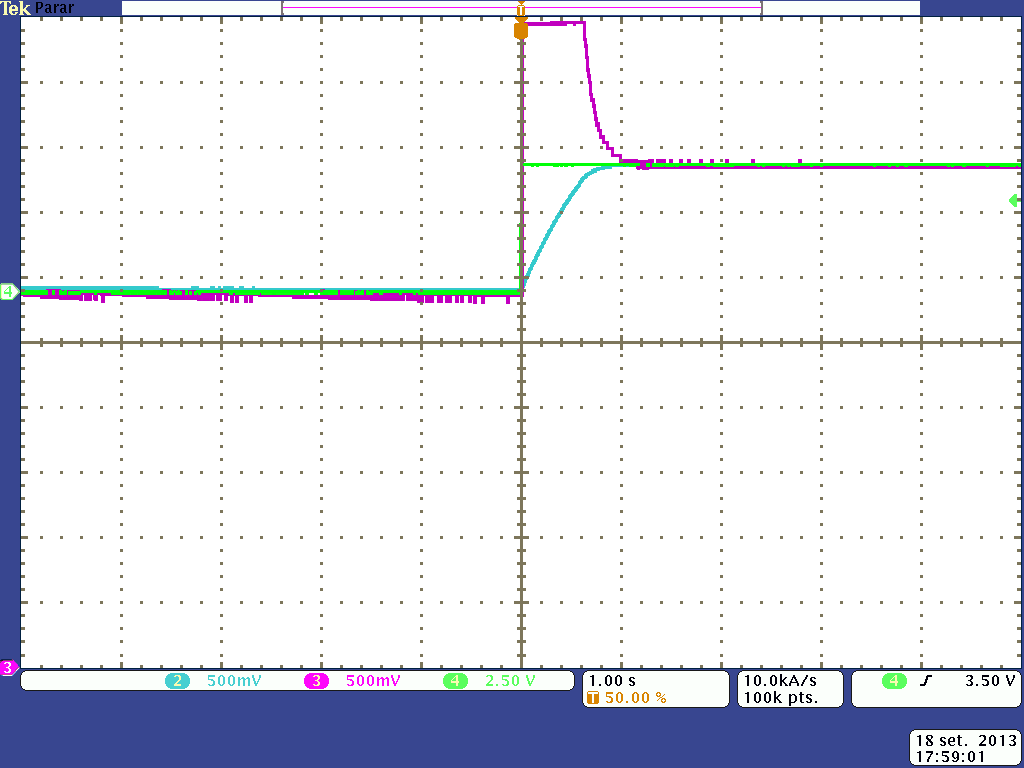 Tek Parar
T
4
3
2 500mV 3 500mV 4 2.50 V
1.00 s
T 50.00 %
10.0kA/s
100k pts.
4 3.50 V
18 set. 2013
17:59:01